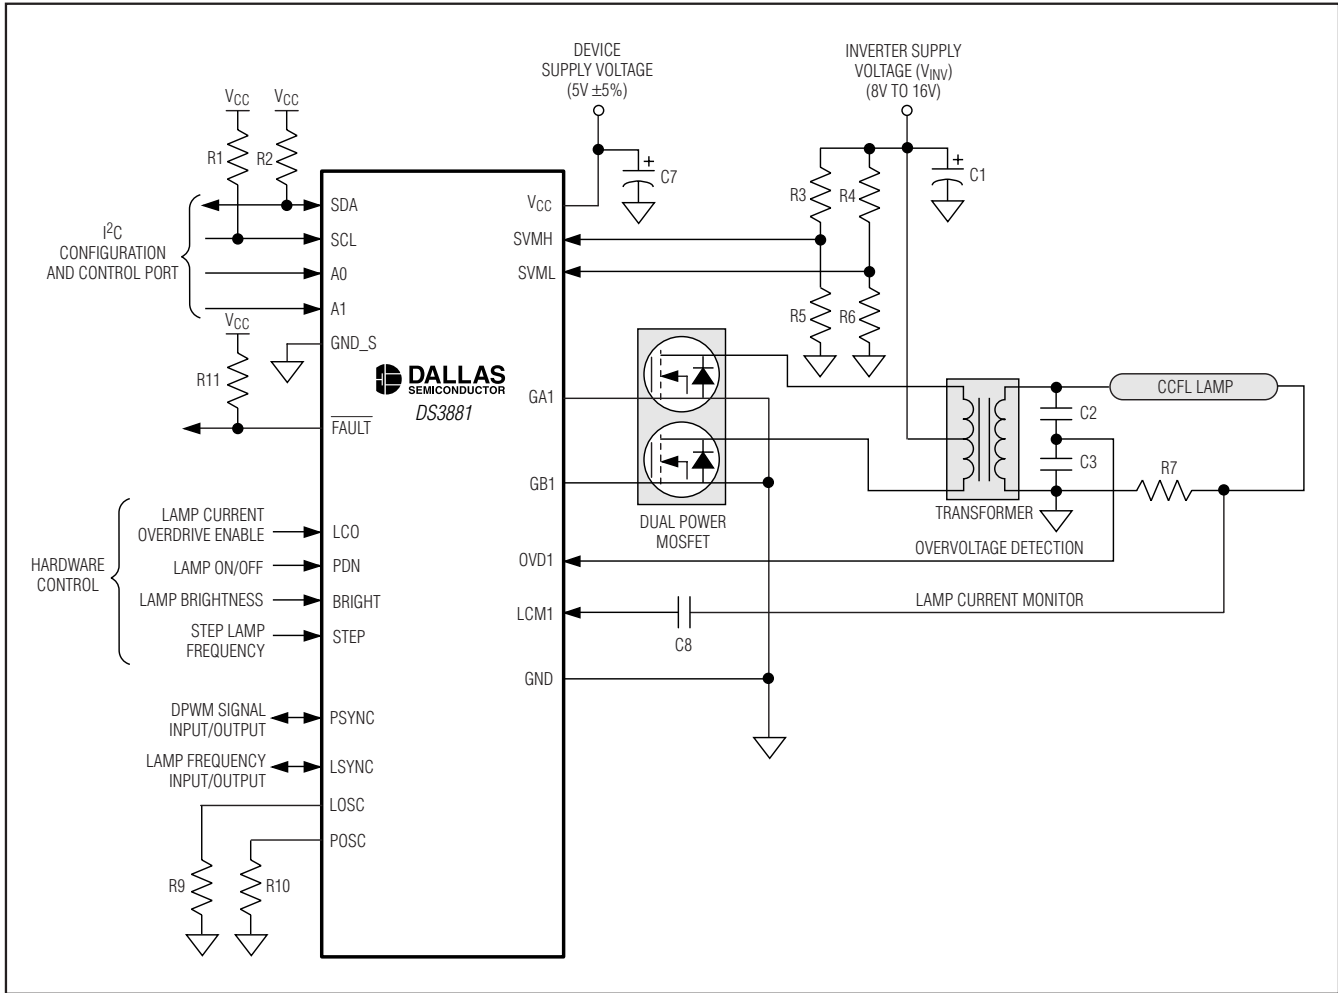 DEVICE
SUPPLY VOLTAGE
(5V ±5%)
INVERTER SUPPLY
VOLTAGE (VINV)
(8V TO 16V)
VCC
VCC
R1
R2
C7
R3
R4
C1
I2C
CONFIGURATION
AND CONTROL PORT
SDA
SCL
A0
A1
GND_S
VCC
SVMH
SVML
R5
R6
VCC
R11
FAULT
DALLAS
SEMICONDUCTOR
DS3881
GA1
GB1
DUAL POWER
MOSFET
TRANSFORMER
CCFL LAMP
C2
C3
R7
HARDWARE
CONTROL
LAMP CURRENT
OVERDRIVE ENABLE
LAMP ON/OFF
LAMP BRIGHTNESS
STEP LAMP
FREQUENCY
LCO
PDN
BRIGHT
STEP
OVD1
OVERVOLTAGE DETECTION
LCM1
C8
LAMP CURRENT MONITOR
GND
DPWM SIGNAL
INPUT/OUTPUT
PSYNC
LAMP FREQUENCY
INPUT/OUTPUT
LSYNC
LOSC
POSC
R9
R10